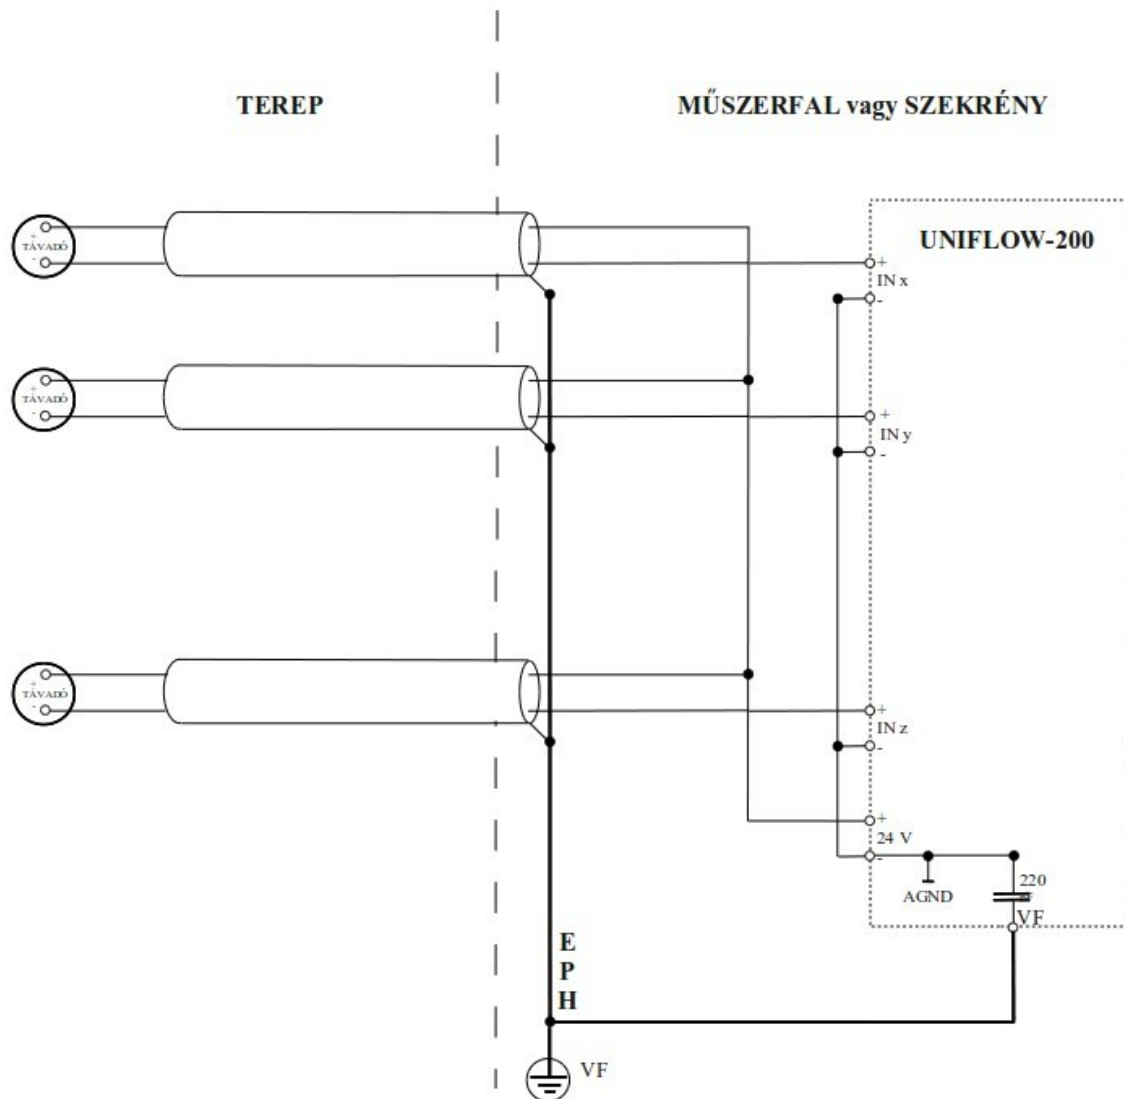 TEREP
MŰSZERFAL vagy SZEKRÉNY
UNIFLOW-200
+
TÁVADÓ
-
+
IN x
-
+
TÁVADÓ
-
+
IN y
-
+
TÁVADÓ
-
+
IN z
-
+
24 V
-
AGND
220
VF
E
P
H
VF